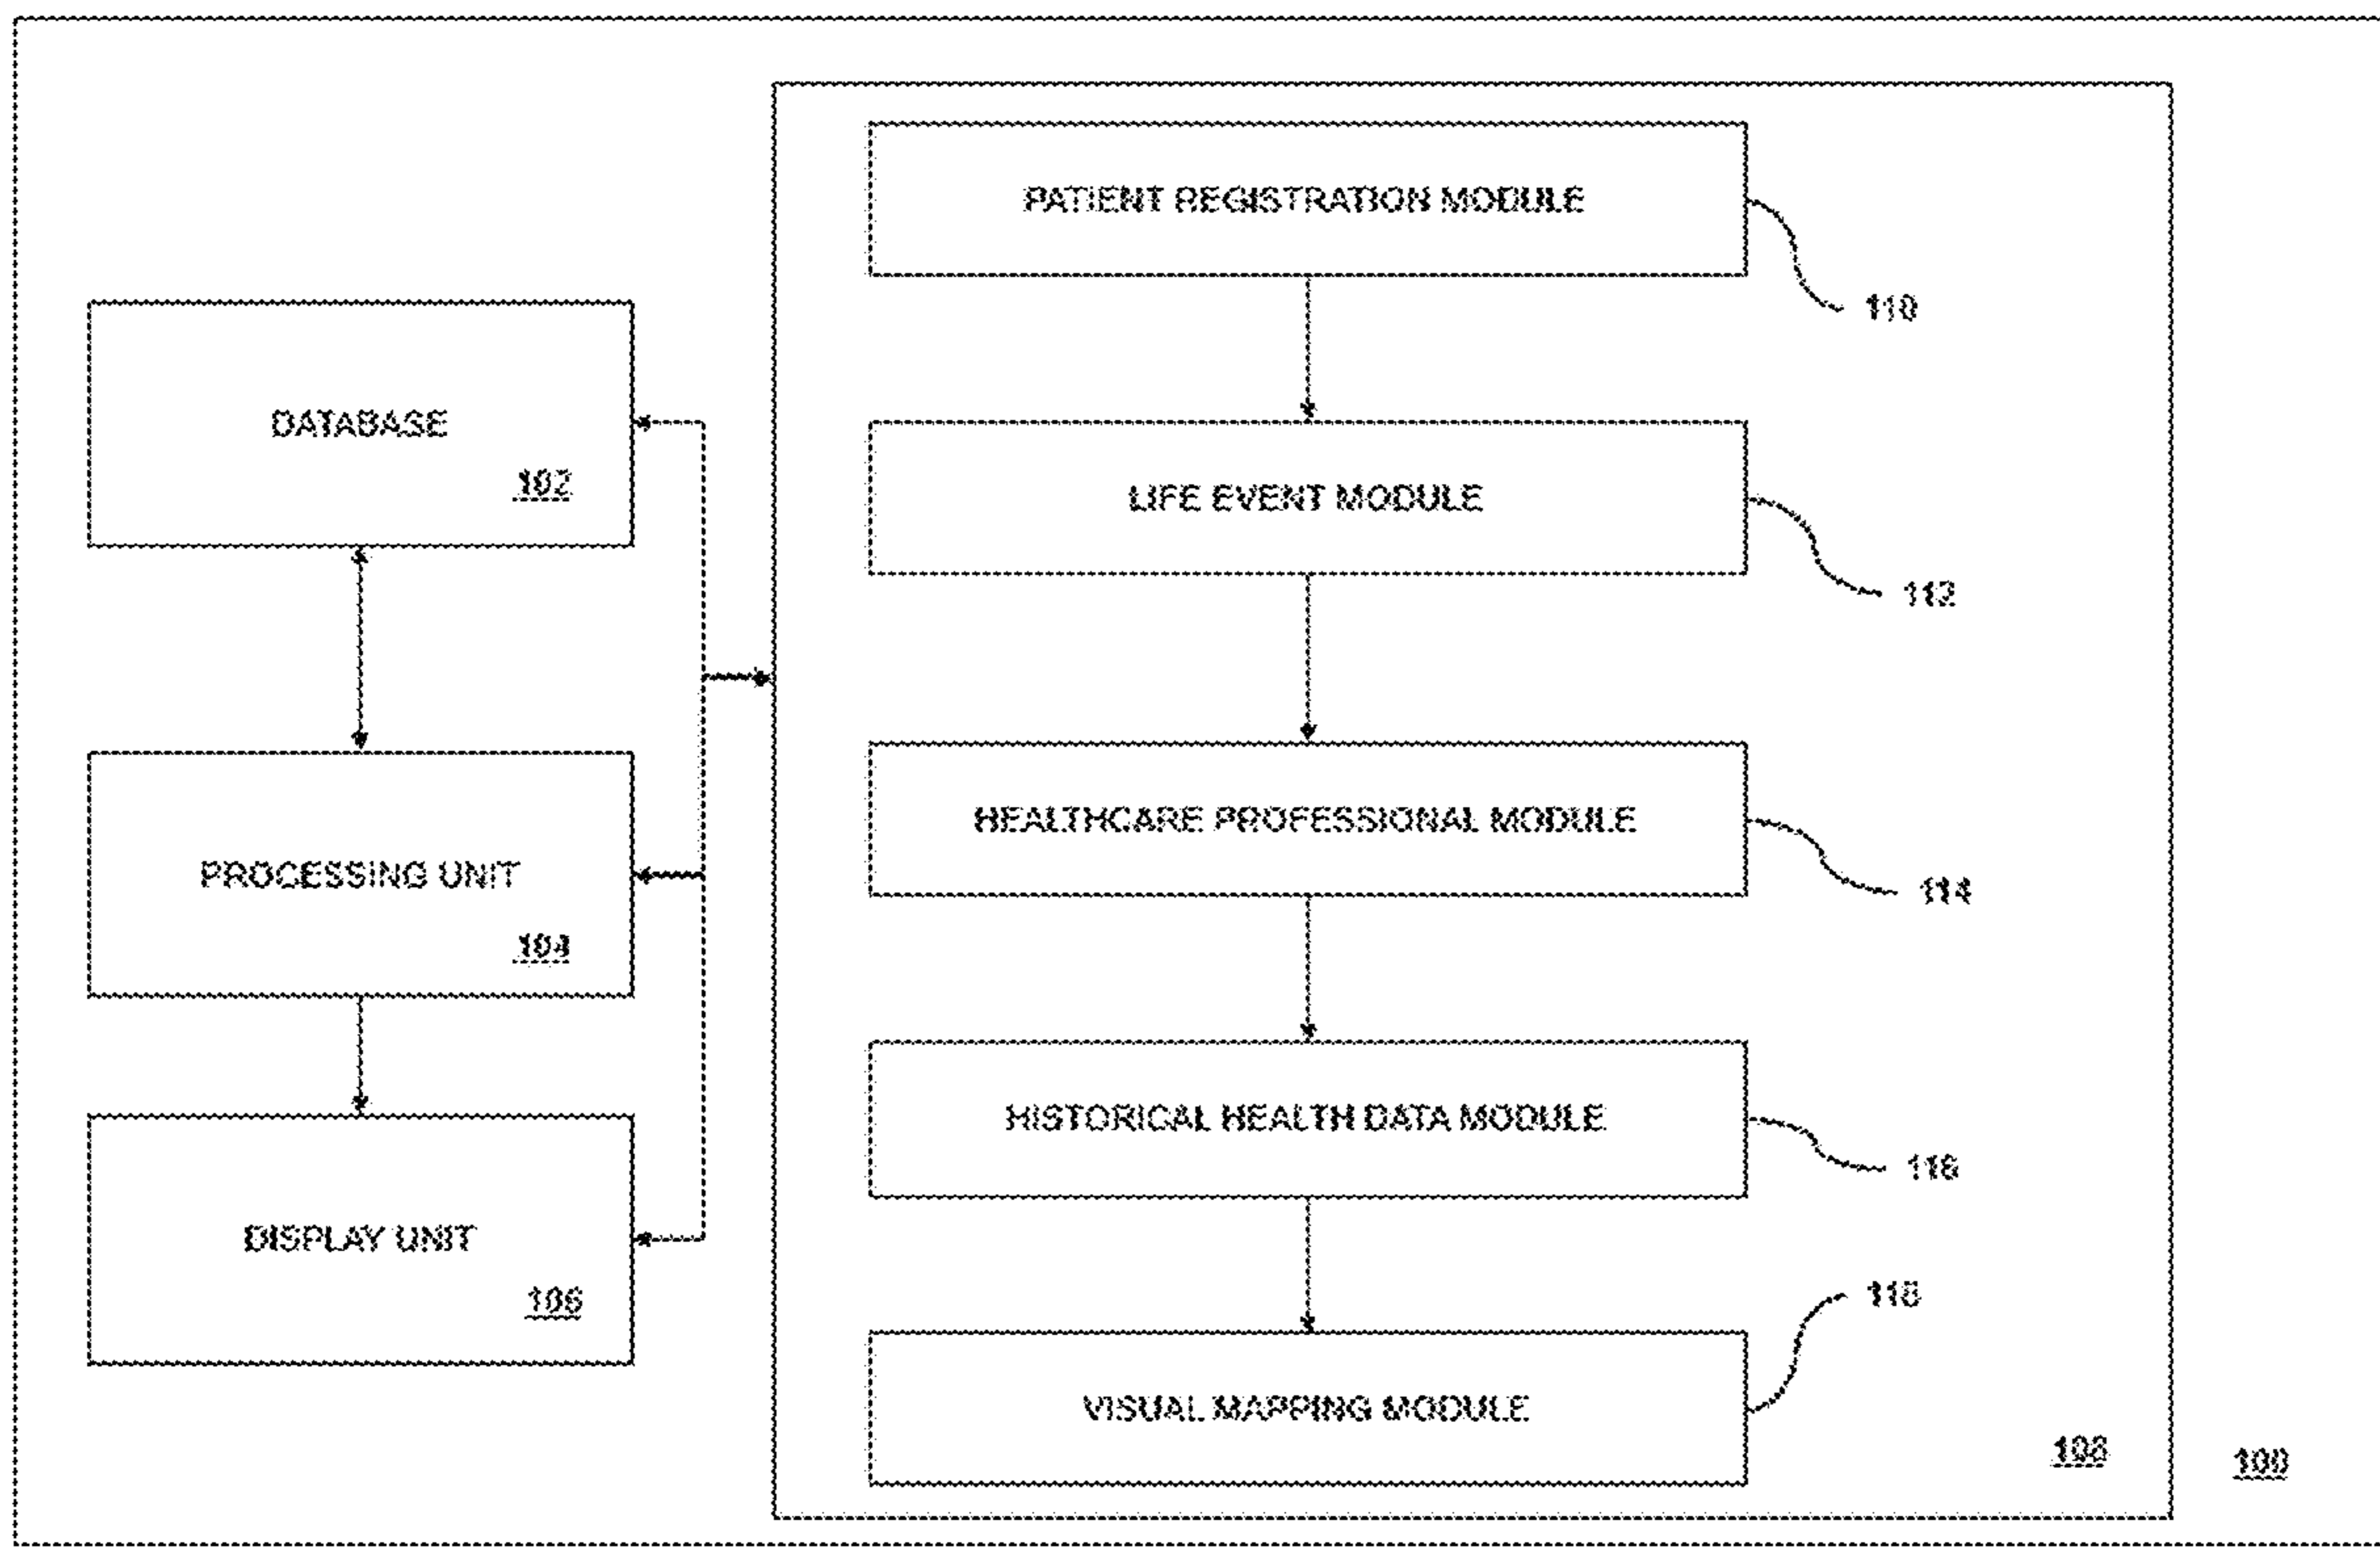 PATIENT REGISTRATION MODULE
110
DATABASE
102
LIFE EVENT MODULE
112
PROCESSING UNIT
104
HEALTHCARE PROFESSIONAL MODULE
114
HISTORICAL HEALTH DATA MODULE
116
DISPLAY UNIT
106
VISUAL MAPPING MODULE
118
108
100